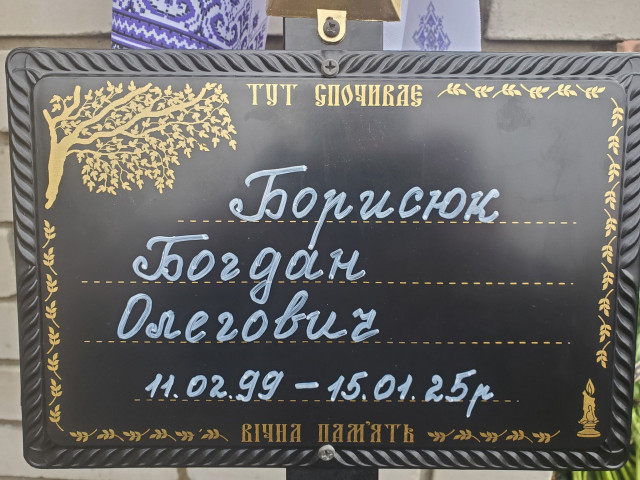 ТУТ СПОЧИВАЄ
Борисюк
Богдан
Олегович
11.02.99 – 15.01.25р
ВІЧНА ПАМ'ЯТЬ